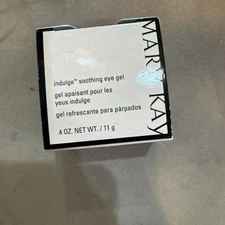 MARY KAY
indulge™ soothing eye gel
gel apaisant pour les
yeux indulge
gel refrescante para párpados
.4 OZ. NET WT. / 11 g